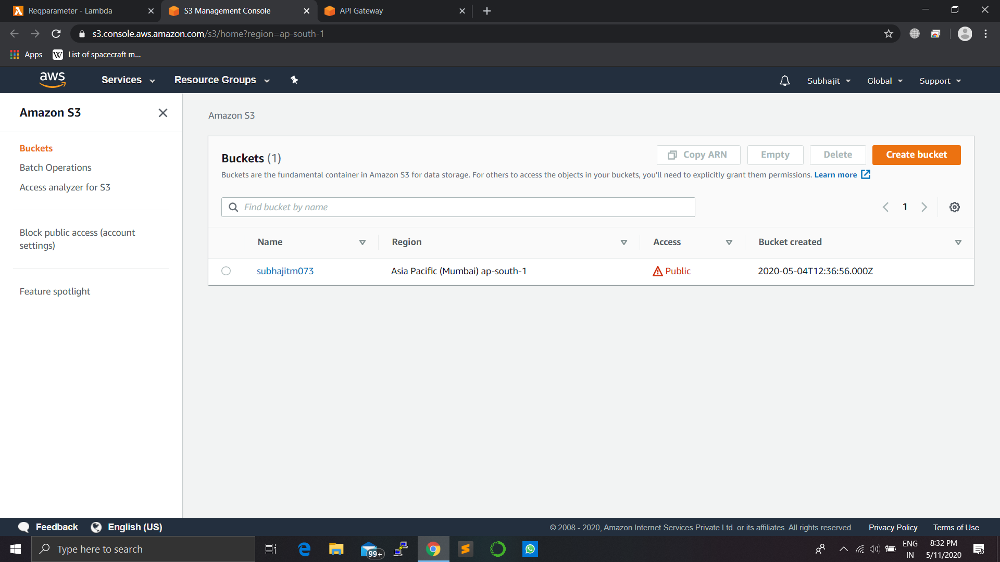 Reqparameter - Lambda
S3 Management Console
API Gateway
s3.console.aws.amazon.com/s3/home?region=ap-south-1
Apps
W List of spacecraft m...
aws
Services
Resource Groups
Subhajit
Global
Support
Amazon S3
Buckets
Batch Operations
Access analyzer for S3
Block public access (account
settings)
Feature spotlight
Amazon S3
Buckets (1)
Copy ARN
Empty
Delete
Create bucket
Buckets are the fundamental container in Amazon S3 for data storage. For others to access the objects in your buckets, you'll need to explicitly grant them permissions. Learn more
Find bucket by name
1
Name
Region
Access
Bucket created
subhajitm073
Asia Pacific (Mumbai) ap-south-1
Public
2020-05-04T12:36:56.000Z
Feedback
English (US)
© 2008 - 2020, Amazon Internet Services Private Ltd. or its affiliates. All rights reserved.
Privacy Policy
Terms of Use
Type here to search
99+
ENG
IN
8:32 PM
5/11/2020